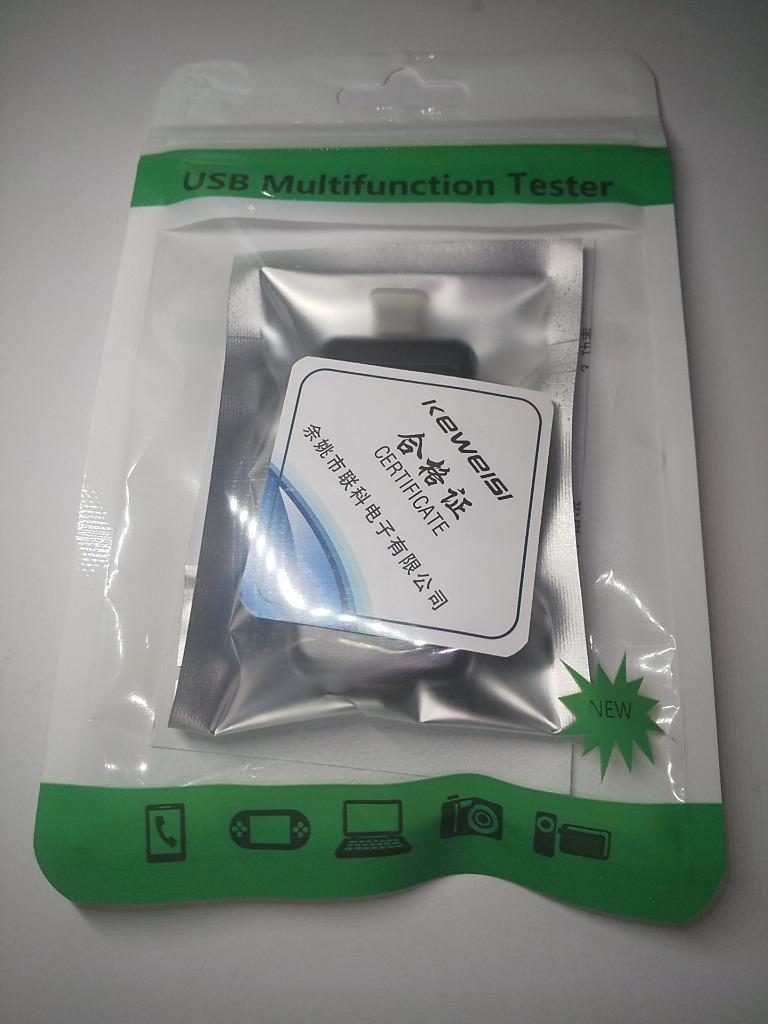 USB Multifunction Tester
KEWEISI
合格证
CERTIFICATE
余姚市联科电子有限公司
NEW